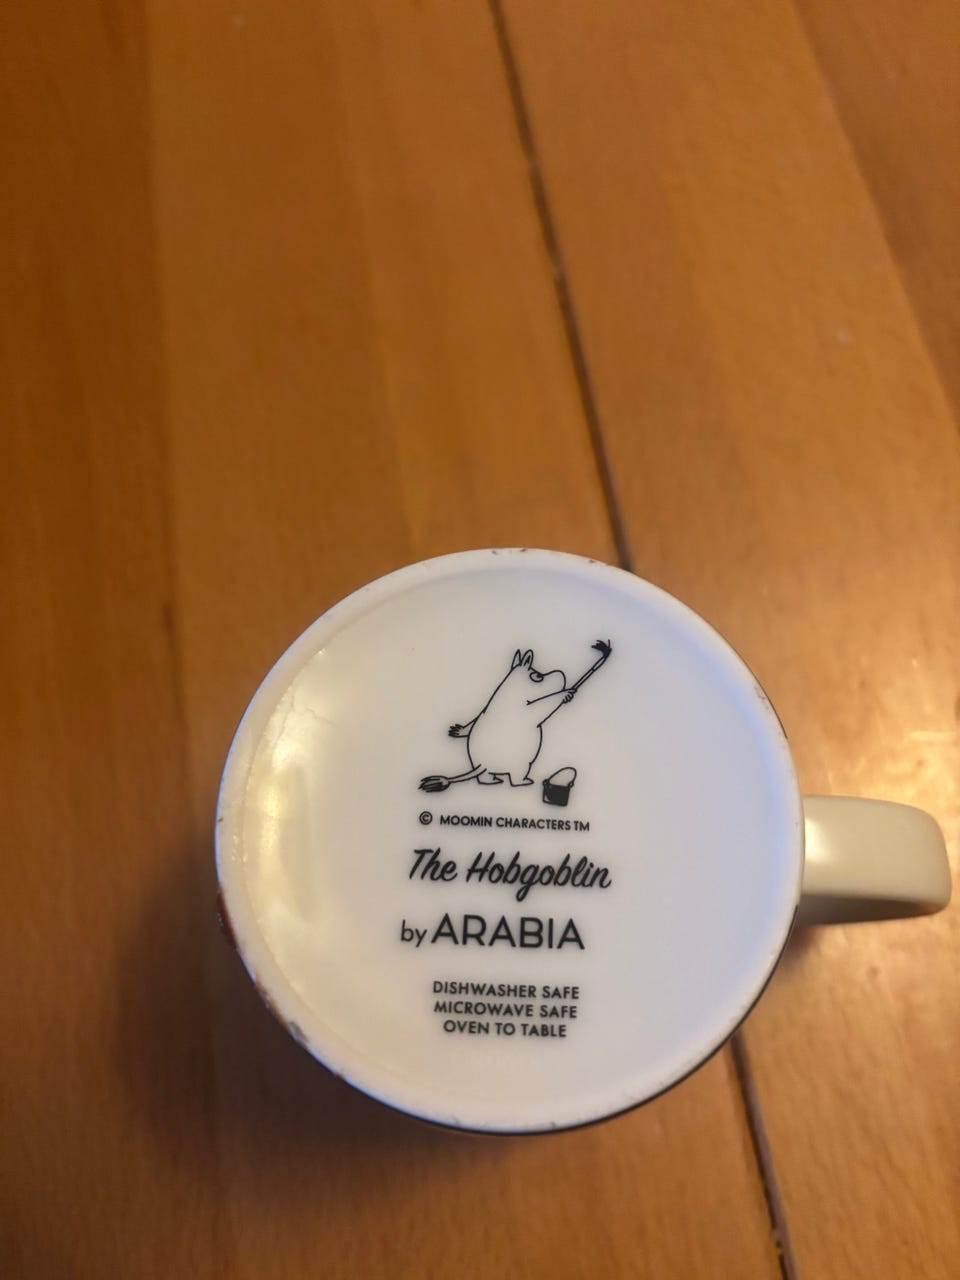 © MOOMIN CHARACTERS TM
The Hobgoblin
by ARABIA
DISHWASHER SAFE
MICROWAVE SAFE
OVEN TO TABLE